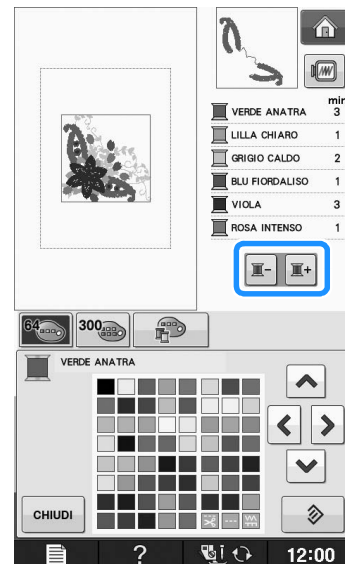 min
VERDE ANATRA 3
LILLA CHIARO 1
GRIGIO CALDO 2
BLU FIORDALISO 1
VIOLA 3
ROSA INTENSO 1
- +
64 300
VERDE ANATRA
CHIUDI
? 12:00